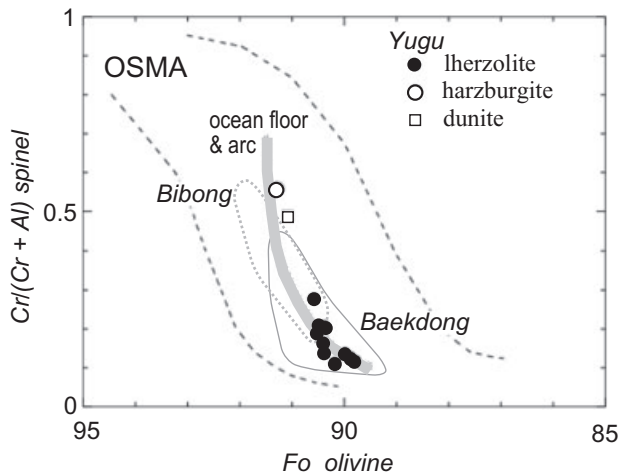 1
Yugu
OSMA
lherzolite
harzburgite
dunite
ocean floor
& arc
Bibong
0.5
Cr/(Cr + Al) spinel
Baekdong
0
95
90
85
Fo olivine